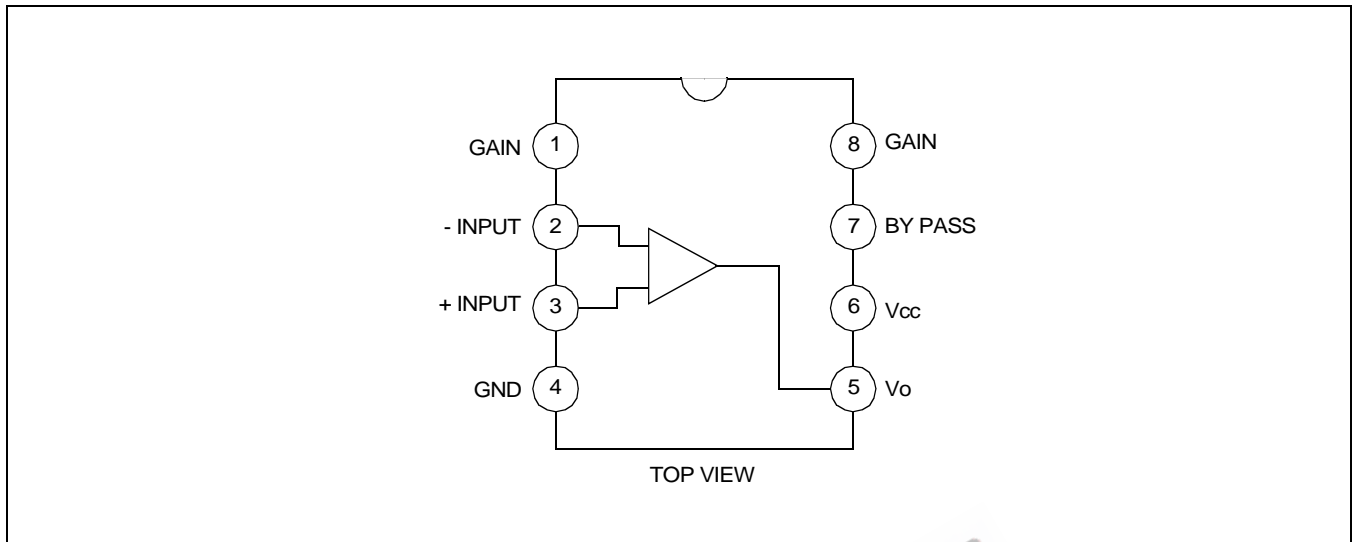 GAIN 1 8 GAIN
- INPUT 2 7 BY PASS
+ INPUT 3 6 Vcc
GND 4 5 Vo
TOP VIEW